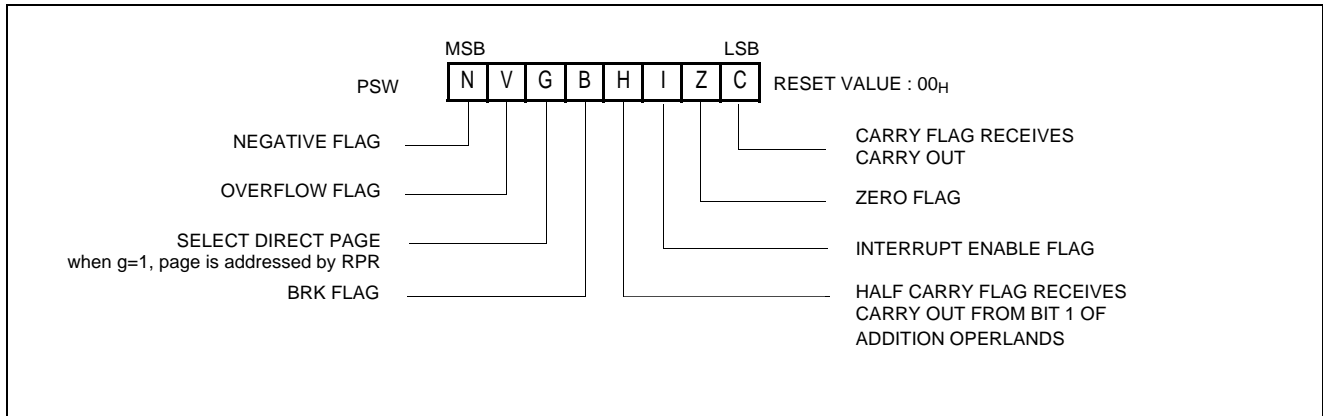 MSB LSB
PSW N V G B H I Z C RESET VALUE : 00H
NEGATIVE FLAG
OVERFLOW FLAG
SELECT DIRECT PAGE
when g=1, page is addressed by RPR
BRK FLAG
CARRY FLAG RECEIVES
CARRY OUT
ZERO FLAG
INTERRUPT ENABLE FLAG
HALF CARRY FLAG RECEIVES
CARRY OUT FROM BIT 1 OF
ADDITION OPERLANDS